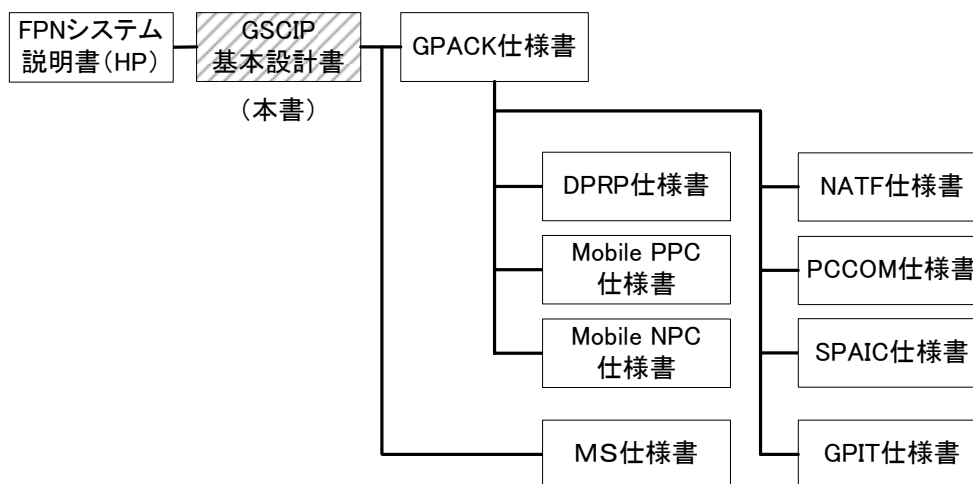 FPNシステム
説明書(HP)
GSCIP
基本設計書
(本書)
GPACK仕様書
DPRP仕様書
NATF仕様書
Mobile PPC
仕様書
PCCOM仕様書
Mobile NPC
仕様書
SPAIC仕様書
MS仕様書
GPIT仕様書